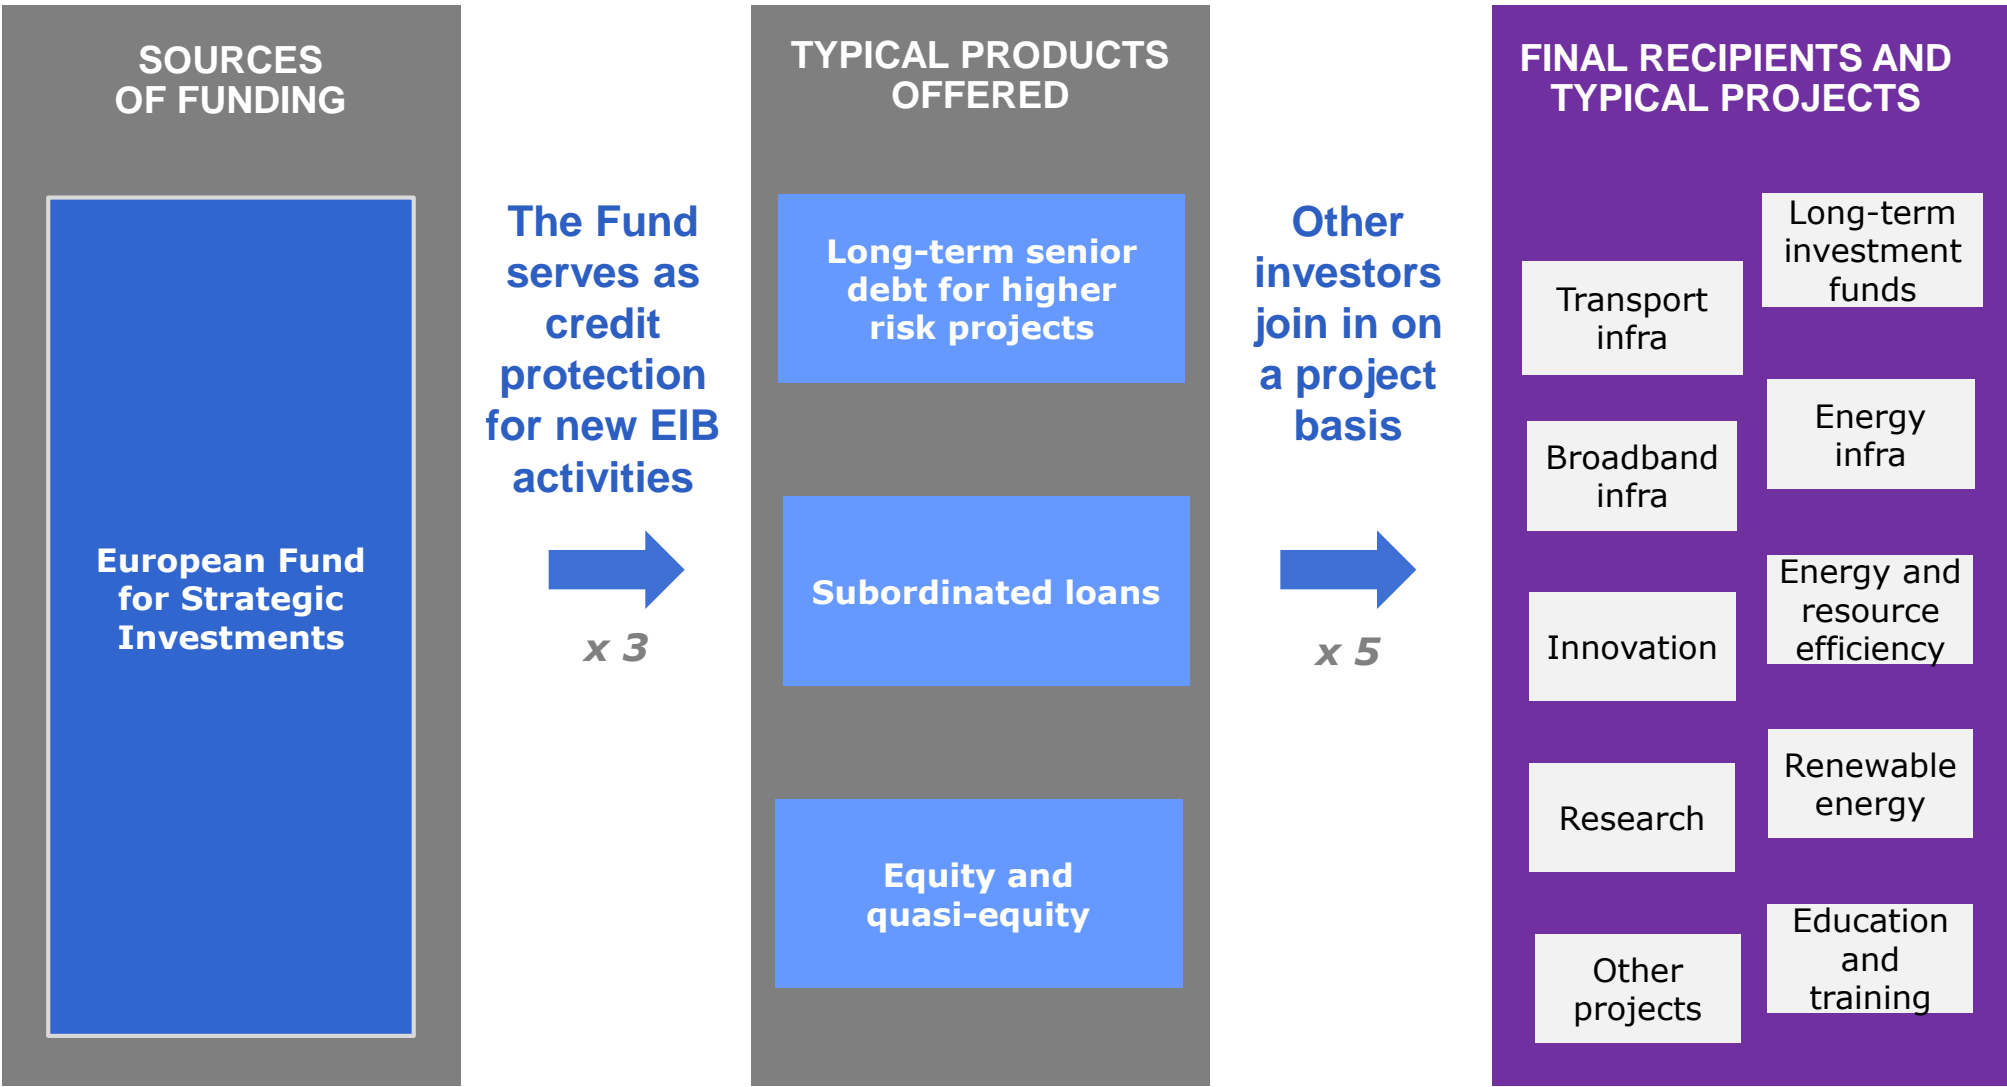 SOURCES
OF FUNDING
European Fund
for Strategic
Investments
The Fund
serves as
credit
protection
for new EIB
activities
x 3
TYPICAL PRODUCTS
OFFERED
Long-term senior
debt for higher
risk projects
Subordinated loans
Equity and
quasi-equity
Other
investors
join in on
a project
basis
x 5
FINAL RECIPIENTS AND
TYPICAL PROJECTS
Long-term
investment
funds
Transport
infra
Energy
infra
Broadband
infra
Energy and
resource
efficiency
Innovation
Renewable
energy
Research
Education
and
training
Other
projects